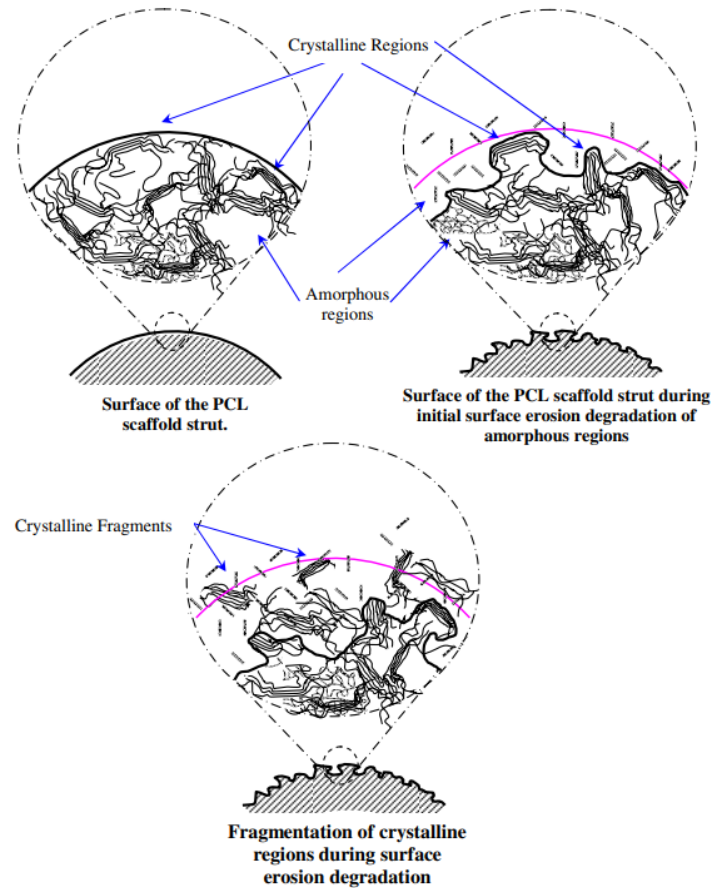 Crystalline Regions
Amorphous
regions
Surface of the PCL
scaffold strut.
Surface of the PCL scaffold strut during
initial surface erosion degradation of
amorphous regions
Crystalline Fragments
Fragmentation of crystalline
regions during surface
erosion degradation